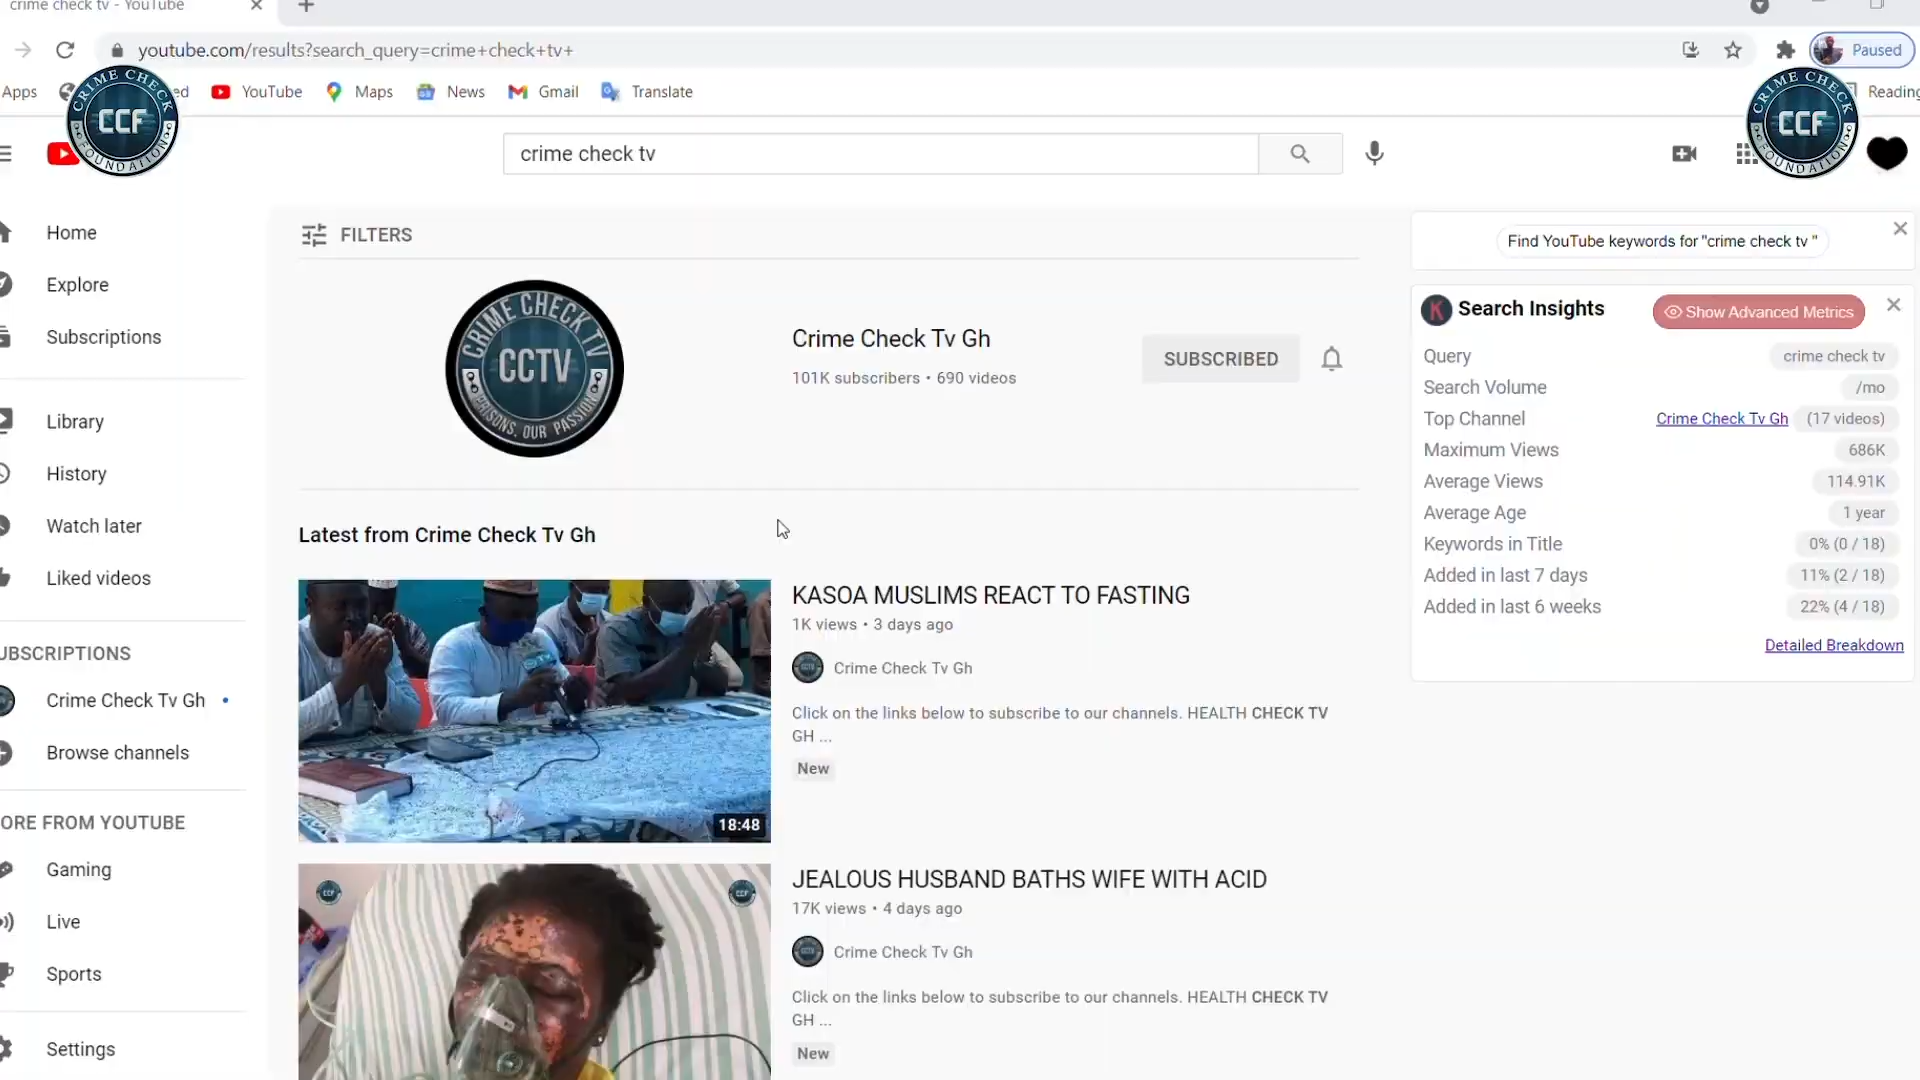 crime check tv - YouTube
youtube.com/results?search_query=crime+check+tv+
Paused
Apps
YouTube
Maps
News
Gmail
Translate
Reading
CRIME CHECK
CCF
FOUNDATION
CRIME CHECK
CCF
FOUNDATION
crime check tv
Home
Explore
Subscriptions
Library
History
Watch later
Liked videos
UBSCRIPTIONS
Crime Check Tv Gh
Browse channels
ORE FROM YOUTUBE
Gaming
Live
Sports
Settings
FILTERS
CRIME CHECK TV
CCTV
PRISONS. OUR PASSION
Crime Check Tv Gh
101K subscribers • 690 videos
SUBSCRIBED
Latest from Crime Check Tv Gh
18:48
KASOA MUSLIMS REACT TO FASTING
1K views • 3 days ago
Crime Check Tv Gh
Click on the links below to subscribe to our channels. HEALTH CHECK TV
GH ...
New
JEALOUS HUSBAND BATHS WIFE WITH ACID
17K views • 4 days ago
Crime Check Tv Gh
Click on the links below to subscribe to our channels. HEALTH CHECK TV
GH ...
New
Find YouTube keywords for "crime check tv "
K Search Insights
Show Advanced Metrics
Query crime check tv
Search Volume /mo
Top Channel Crime Check Tv Gh (17 videos)
Maximum Views 686K
Average Views 114.91K
Average Age 1 year
Keywords in Title 0% (0 / 18)
Added in last 7 days 11% (2 / 18)
Added in last 6 weeks 22% (4 / 18)
Detailed Breakdown